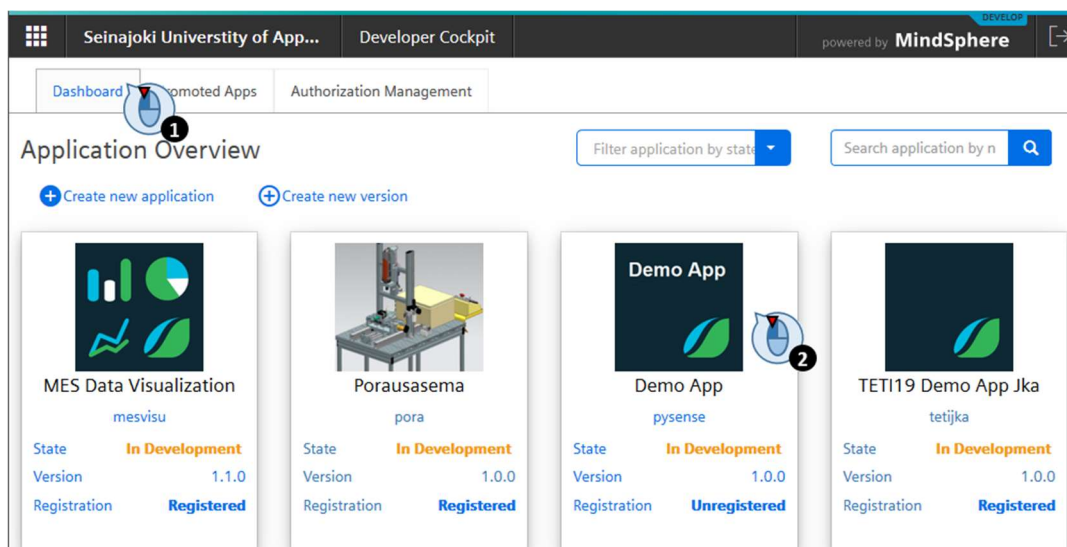 DEVELOP
Seinajoki Universtity of App...
Developer Cockpit
powered by MindSphere
Dashboard
omoted Apps
Authorization Management
1
Application Overview
Filter application by state
Search application by n
Create new application
Create new version
Demo App
2
MES Data Visualization
Porausasema
Demo App
TETI19 Demo App Jka
mesvisu
pora
pysense
tetijka
State In Development
State In Development
State In Development
State In Development
Version 1.1.0
Version 1.0.0
Version 1.0.0
Version 1.0.0
Registration Registered
Registration Registered
Registration Unregistered
Registration Registered